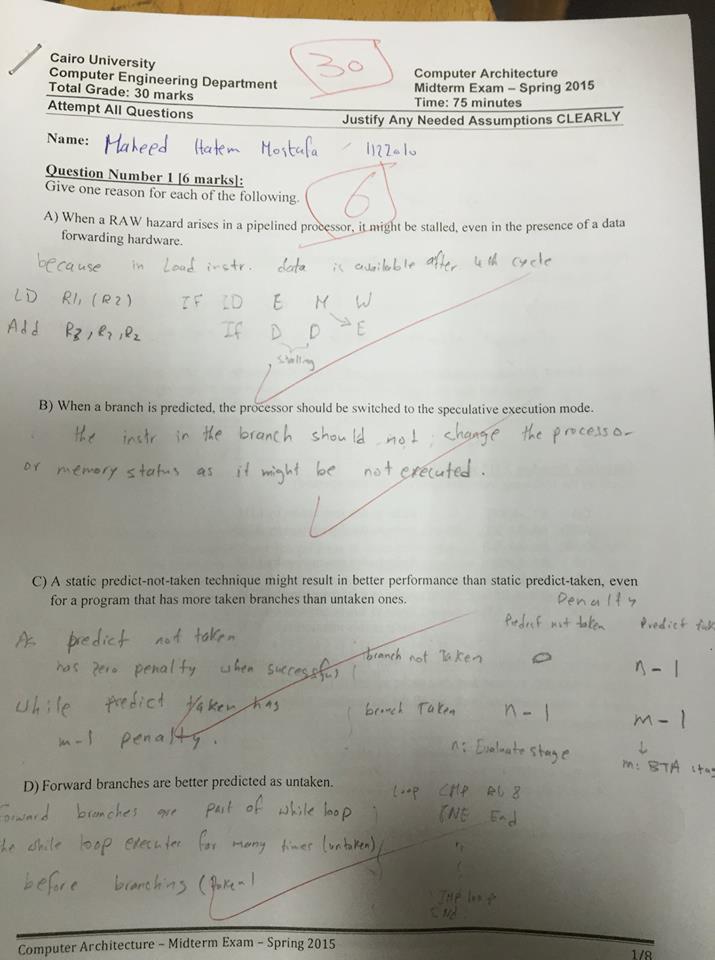 Cairo University
Computer Engineering Department
Total Grade: 30 marks
Attempt All Questions
30
Computer Architecture
Midterm Exam – Spring 2015
Time: 75 minutes
Justify Any Needed Assumptions CLEARLY
Name: Maheed Hatem Mostafa 1122010
Question Number 1 [6 marks]:
6
Give one reason for each of the following.
A) When a RAW hazard arises in a pipelined processor, it might be stalled, even in the presence of a data
forwarding hardware.
because in Load instr. data is available after 4th cycle
LD R1, (R2) IF ID E M W
Add R3, R1, R2 IF D D E
stalling
B) When a branch is predicted, the processor should be switched to the speculative execution mode.
the instr in the branch should not change the processor
or memory status as it might be not executed.
C) A static predict-not-taken technique might result in better performance than static predict-taken, even
for a program that has more taken branches than untaken ones.
Penalty
Predict not taken Predict
As predict not taken
has zero penalty when successful branch not Taken 0 n - 1
while predict taken has branch Taken n - 1 m - 1
m-1 penalty.
n: Evaluate stage
m: BTA
D) Forward branches are better predicted as untaken.
Loop CMP 8
forward branches are part of while loop JNE End
the while loop executes for many times (untaken)
before branching (taken)
JMP loop
End
Computer Architecture – Midterm Exam – Spring 2015
1/8